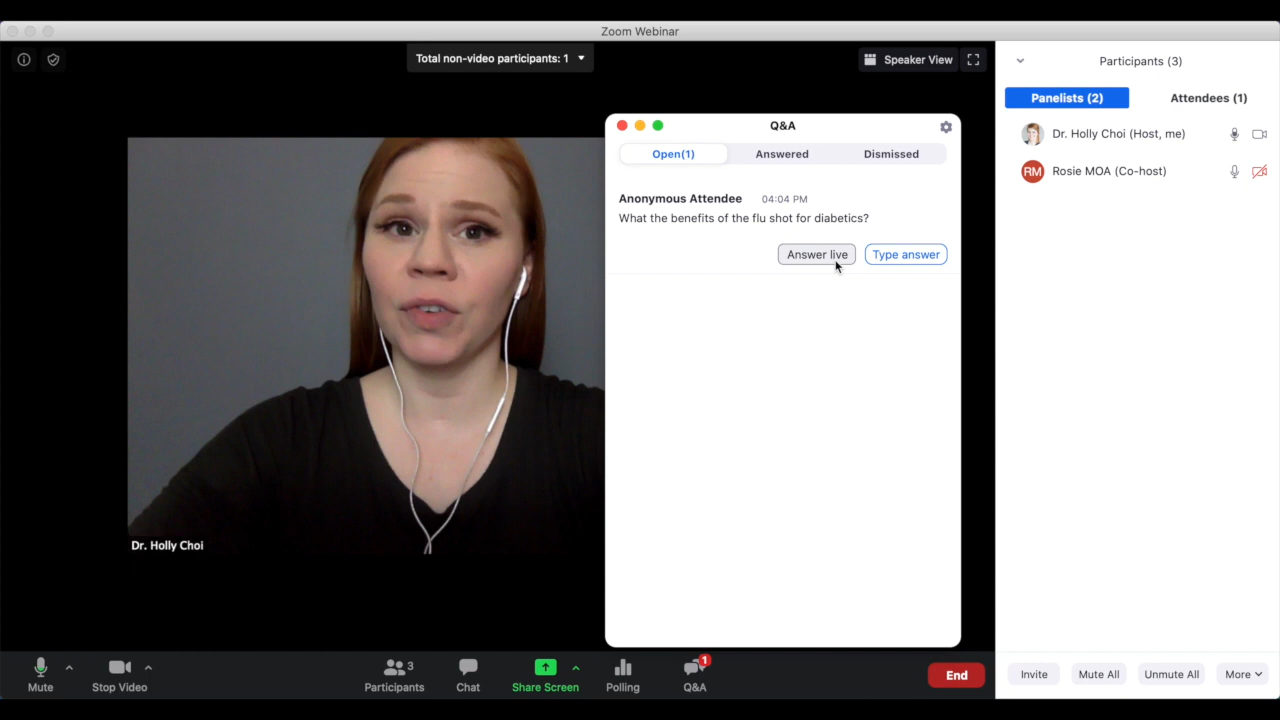 Zoom Webinar
Total non-video participants: 1
Speaker View
Participants (3)
Panelists (2)
Attendees (1)
Dr. Holly Choi (Host, me)
RM Rosie MOA (Co-host)
Q&A
Open(1)
Answered
Dismissed
Anonymous Attendee 04:04 PM
What the benefits of the flu shot for diabetics?
Answer live
Type answer
Dr. Holly Choi
Mute
Stop Video
3
Participants
Chat
Share Screen
Polling
1
Q&A
End
Invite
Mute All
Unmute All
More